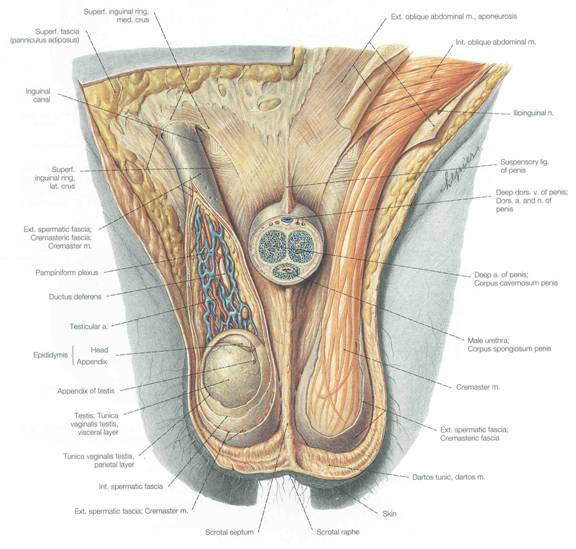 Superf. inguinal ring,
med. crus
Superf. fascia
(panniculus adiposus)
Inguinal
canal
Superf.
inguinal ring,
lat. crus
Ext. spermatic fascia;
Cremasteric fascia;
Cremaster m.
Pampiniform plexus
Ductus deferens
Testicular a.
Epididymis
Head
Appendix
Appendix of testis
Testis; Tunica
vaginalis testis,
visceral layer
Tunica vaginalis testis,
parietal layer
Int. spermatic fascia
Ext. spermatic fascia; Cremaster m.
Scrotal septum
Scrotal raphe
Ext. oblique abdominal m., aponeurosis
Int. oblique abdominal m.
Ilioinguinal n.
Suspensory lig.
of penis
Deep dors. v. of penis;
Dors. a. and n. of
penis
Deep a. of penis;
Corpus cavernosum penis
Male urethra;
Corpus spongiosum penis
Cremaster m.
Ext. spermatic fascia;
Cremasteric fascia
Dartos tunic, dartos m.
Skin